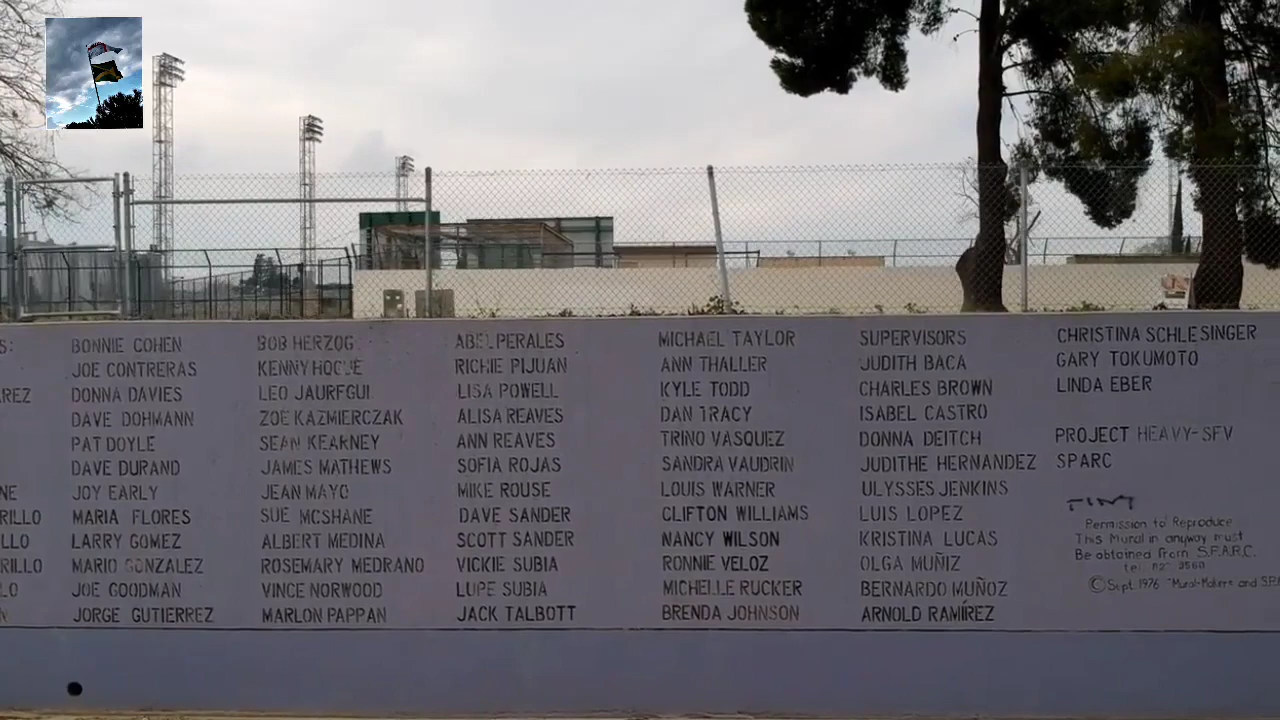 S:
AREZ
NE
RILLO
LLO
RILLO
LO
N
BONNIE COHEN
JOE CONTRERAS
DONNA DAVIES
DAVE DOHMANN
PAT DOYLE
DAVE DURAND
JOY EARLY
MARIA FLORES
LARRY GOMEZ
MARIO GONZALEZ
JOE GOODMAN
JORGE GUTIERREZ
BOB HERZOG
KENNY HOGUE
LEO JAUREGUI
ZOE KAZMIERCZAK
SEAN KEARNEY
JAMES MATHEWS
JEAN MAYO
SUE MCSHANE
ALBERT MEDINA
ROSEMARY MEDRANO
VINCE NORWOOD
MARLON PAPPAN
ABEL PERALES
RICHIE PIJUAN
LISA POWELL
ALISA REAVES
ANN REAVES
SOFIA ROJAS
MIKE ROUSE
DAVE SANDER
SCOTT SANDER
VICKIE SUBIA
LUPE SUBIA
JACK TALBOTT
MICHAEL TAYLOR
ANN THALLER
KYLE TODD
DAN TRACY
TRINO VASQUEZ
SANDRA VAUDRIN
LOUIS WARNER
CLIFTON WILLIAMS
NANCY WILSON
RONNIE VELOZ
MICHELLE RUCKER
BRENDA JOHNSON
SUPERVISORS
JUDITH BACA
CHARLES BROWN
ISABEL CASTRO
DONNA DEITCH
JUDITHE HERNANDEZ
ULYSSES JENKINS
LUIS LOPEZ
KRISTINA LUCAS
OLGA MUÑIZ
BERNARDO MUÑOZ
ARNOLD RAMÍREZ
CHRISTINA SCHLESINGER
GARY TOKUMOTO
LINDA EBER
PROJECT HEAVY-SFV
SPARC
Permission to Reproduce
This Mural in anyway must
Be obtained from S.P.A.R.C.
©Sept. 1976 "Mural-Makers and S.P.A